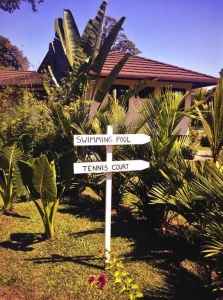 SWIMMING POOL
TENNIS COURT